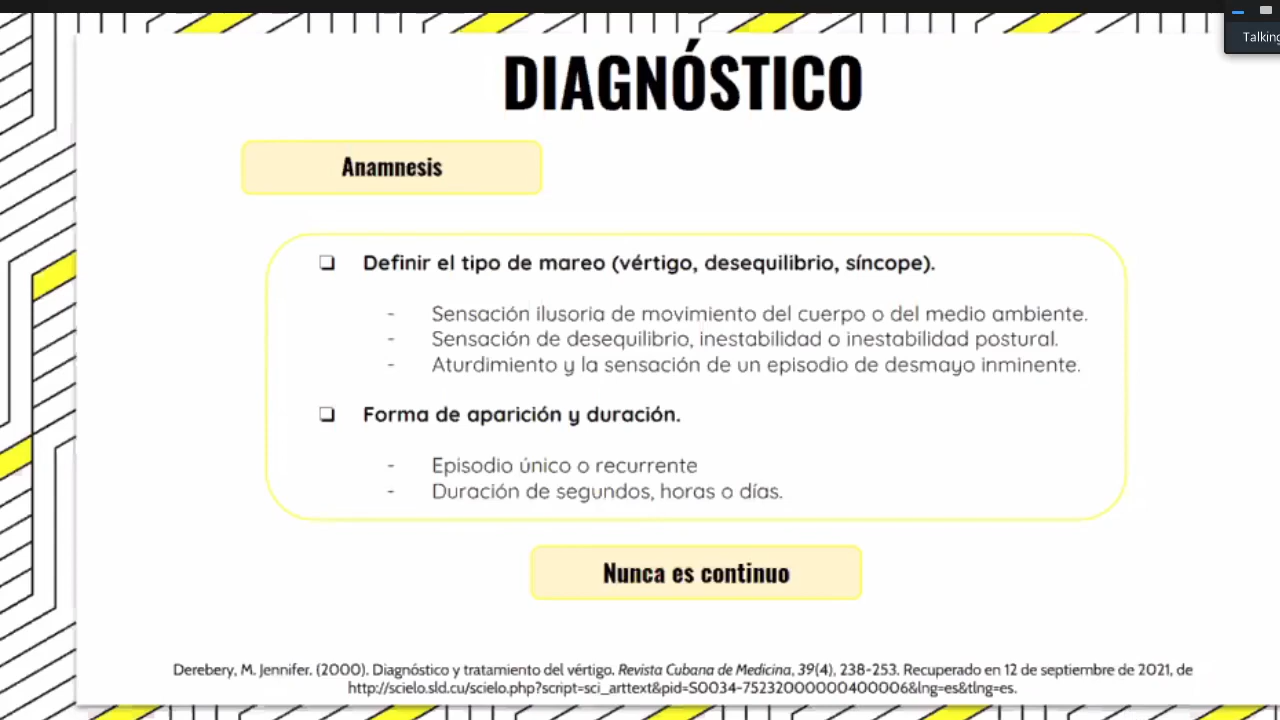 Talking
DIAGNÓSTICO
Anamnesis
❏ Definir el tipo de mareo (vértigo, desequilibrio, síncope).
- Sensación ilusoria de movimiento del cuerpo o del medio ambiente.
- Sensación de desequilibrio, inestabilidad o inestabilidad postural.
- Aturdimiento y la sensación de un episodio de desmayo inminente.
❏ Forma de aparición y duración.
- Episodio único o recurrente
- Duración de segundos, horas o días.
Nunca es continuo
Derebery, M. Jennifer. (2000). Diagnóstico y tratamiento del vértigo. Revista Cubana de Medicina, 39(4), 238-253. Recuperado en 12 de septiembre de 2021, de
http://scielo.sld.cu/scielo.php?script=sci_arttext&pid=S0034-75232000000400006&lng=es&tlng=es.